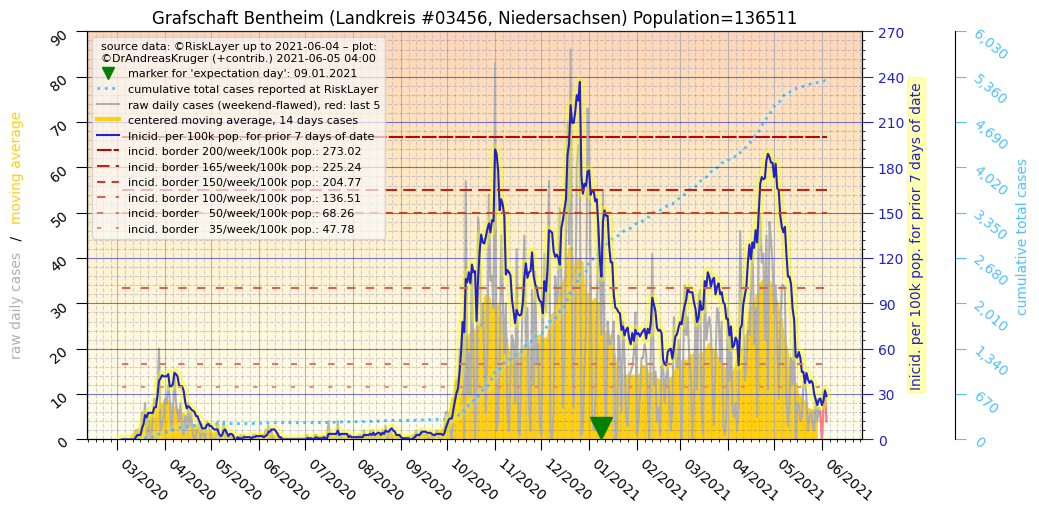 Grafschaft Bentheim (Landkreis #03456, Niedersachsen) Population=136511
source data: ©RiskLayer up to 2021-06-04 – plot:
©DrAndreasKruger (+contrib.) 2021-06-05 04:00
marker for 'expectation day': 09.01.2021
cumulative total cases reported at RiskLayer
raw daily cases (weekend-flawed), red: last 5
centered moving average, 14 days cases
Inicid. per 100k pop. for prior 7 days of date
incid. border 200/week/100k pop.: 273.02
incid. border 165/week/100k pop.: 225.24
incid. border 150/week/100k pop.: 204.77
incid. border 100/week/100k pop.: 136.51
incid. border 50/week/100k pop.: 68.26
incid. border 35/week/100k pop.: 47.78
raw daily cases / moving average
90
80
70
60
50
40
30
20
10
0
03/2020
04/2020
05/2020
06/2020
07/2020
08/2020
09/2020
10/2020
11/2020
12/2020
01/2021
02/2021
03/2021
04/2021
05/2021
06/2021
270
240
210
180
150
120
90
60
30
0
Inicid. per 100k pop. for prior 7 days of date
6,030
5,360
4,690
4,020
3,350
2,680
2,010
1,340
670
0
cumulative total cases